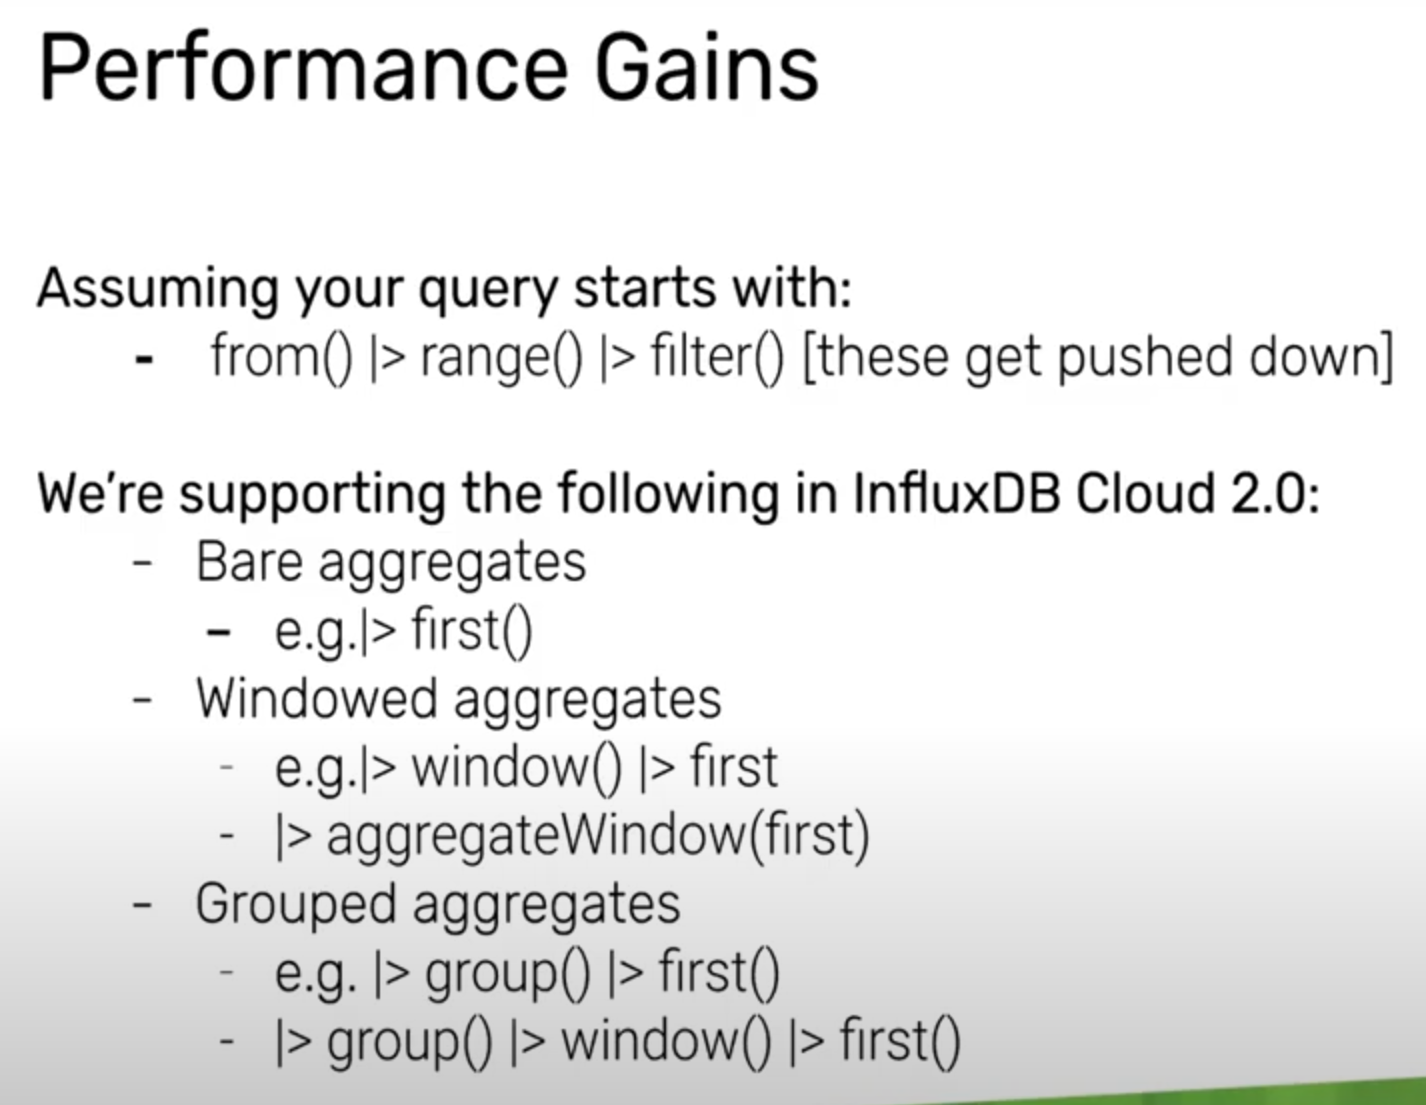 Performance Gains
Assuming your query starts with:
- from() |> range() |> filter() [these get pushed down]
We're supporting the following in InfluxDB Cloud 2.0:
- Bare aggregates
- e.g.|> first()
- Windowed aggregates
- e.g.|> window() |> first
- |> aggregateWindow(first)
- Grouped aggregates
- e.g. |> group() |> first()
- |> group() |> window() |> first()